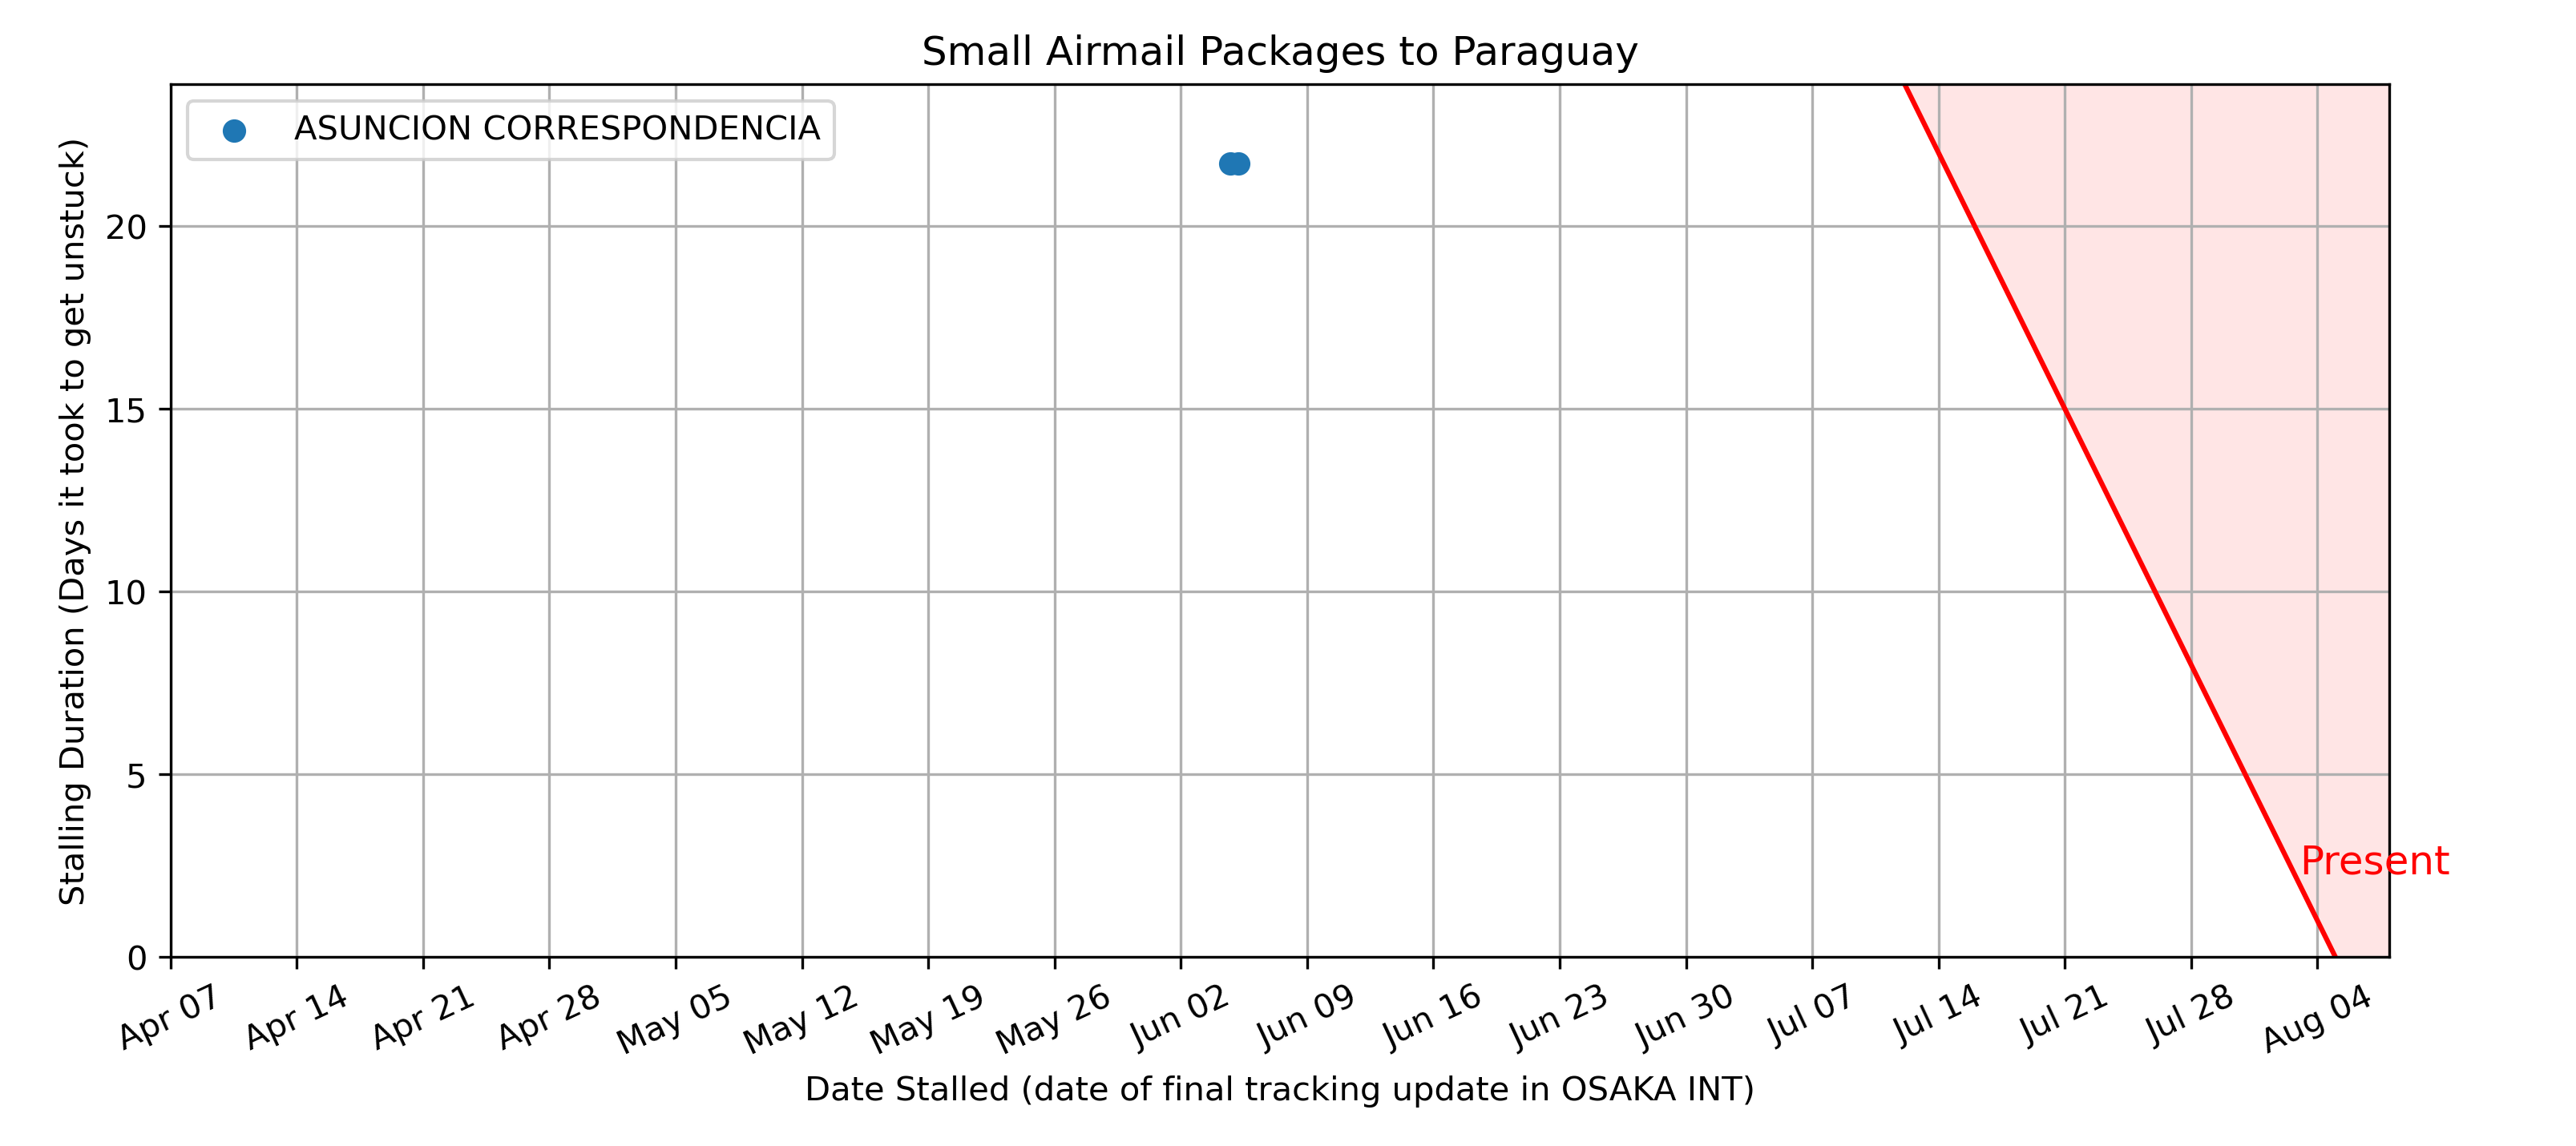 Small Airmail Packages to Paraguay
ASUNCION CORRESPONDENCIA
Stalling Duration (Days it took to get unstuck)
20
15
10
5
0
Present
Apr 07
Apr 14
Apr 21
Apr 28
May 05
May 12
May 19
May 26
Jun 02
Jun 09
Jun 16
Jun 23
Jun 30
Jul 07
Jul 14
Jul 21
Jul 28
Aug 04
Date Stalled (date of final tracking update in OSAKA INT)